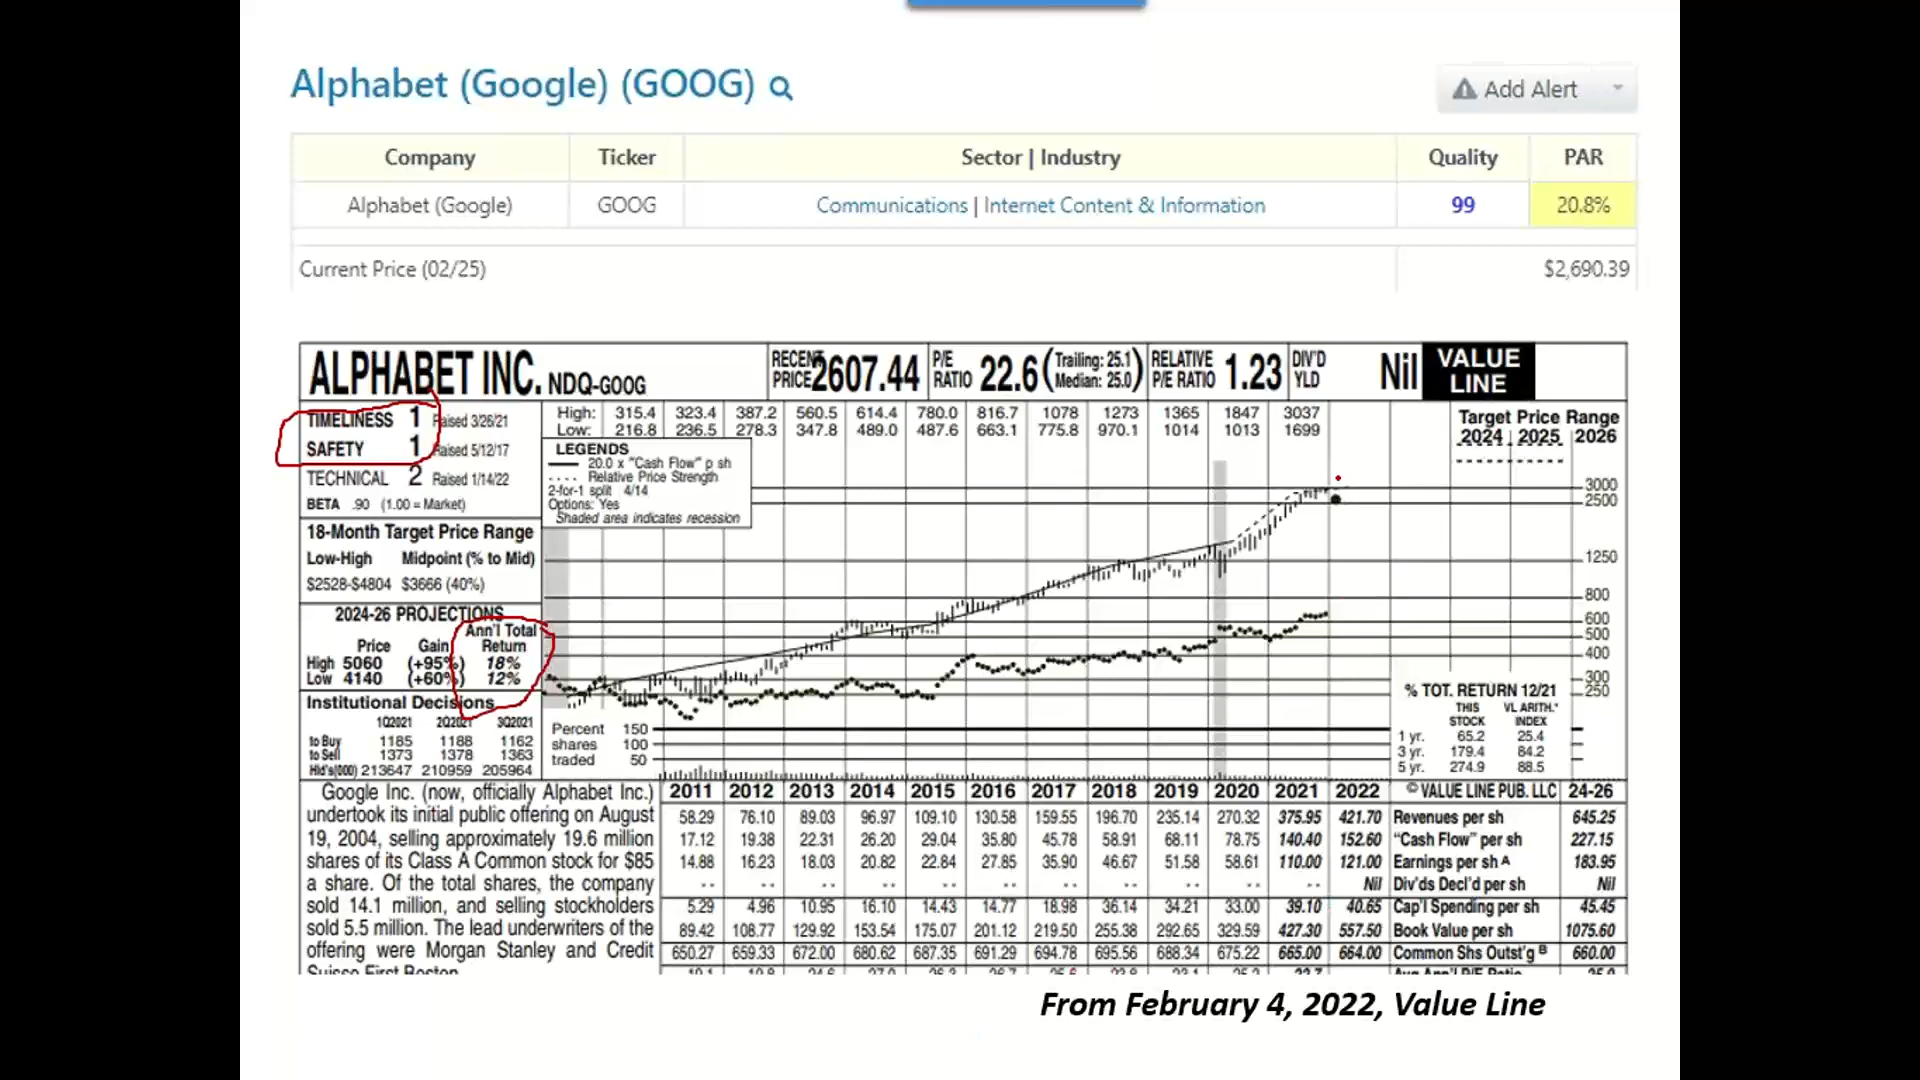 Alphabet (Google) (GOOG)
Add Alert
Company Ticker Sector | Industry Quality PAR
Alphabet (Google) GOOG Communications | Internet Content & Information 99 20.8%
Current Price (02/25) $2,690.39
ALPHABET INC. NDQ-GOOG RECENT PRICE 2607.44 P/E RATIO 22.6 (Trailing: 25.1 Median: 25.0) RELATIVE P/E RATIO 1.23 DIV'D YLD Nil VALUE LINE
TIMELINESS 1 Raised 3/26/21
SAFETY 1 Raised 5/12/17
TECHNICAL 2 Raised 1/14/22
BETA .90 (1.00 = Market)
18-Month Target Price Range
Low-High Midpoint (% to Mid)
$2528-$4804 $3666 (40%)
2024-26 PROJECTIONS
Ann'l Total
Price Gain Return
High 5060 (+95%) 18%
Low 4140 (+60%) 12%
Institutional Decisions
1Q2021 2Q2021 3Q2021
to Buy 1185 1188 1162
to Sell 1373 1378 1363
Hld's(000) 213647 210959 205964
High: 315.4 323.4 387.2 560.5 614.4 780.0 816.7 1078 1273 1365 1847 3037
Low: 216.8 236.5 278.3 347.8 489.0 487.6 663.1 775.8 970.1 1014 1013 1699
LEGENDS
20.0 x "Cash Flow" p sh
Relative Price Strength
2-for-1 split 4/14
Options: Yes
Shaded area indicates recession
Target Price Range
2024 2025 2026
3000
2500
1250
800
600
500
400
300
250
Percent 150
shares 100
traded 50
% TOT. RETURN 12/21
THIS VL ARITH.*
STOCK INDEX
1 yr. 65.2 25.4
3 yr. 179.4 84.2
5 yr. 274.9 88.5
Google Inc. (now, officially Alphabet Inc.)
undertook its initial public offering on August
19, 2004, selling approximately 19.6 million
shares of its Class A Common stock for $85
a share. Of the total shares, the company
sold 14.1 million, and selling stockholders
sold 5.5 million. The lead underwriters of the
offering were Morgan Stanley and Credit
Suisse First Boston
2011 2012 2013 2014 2015 2016 2017 2018 2019 2020 2021 2022 © VALUE LINE PUB. LLC 24-26
58.29 76.10 89.03 96.97 109.10 130.58 159.55 196.70 235.14 270.32 375.95 421.70 Revenues per sh 645.25
17.12 19.38 22.31 26.20 29.04 35.80 45.78 58.91 68.11 78.75 140.40 152.60 "Cash Flow" per sh 227.15
14.88 16.23 18.03 20.82 22.84 27.85 35.90 46.67 51.58 58.61 110.00 121.00 Earnings per sh A 183.95
-- -- -- -- -- -- -- -- -- -- -- Nil Div'ds Decl'd per sh Nil
5.29 4.96 10.95 16.10 14.43 14.77 18.98 36.14 34.21 33.00 39.10 40.65 Cap'l Spending per sh 45.45
89.42 108.77 129.92 153.54 175.07 201.12 219.50 255.38 292.65 329.59 427.30 557.50 Book Value per sh 1075.60
650.27 659.33 672.00 680.62 687.35 691.29 694.78 695.56 688.34 675.22 665.00 664.00 Common Shs Outst'g B 660.00
From February 4, 2022, Value Line